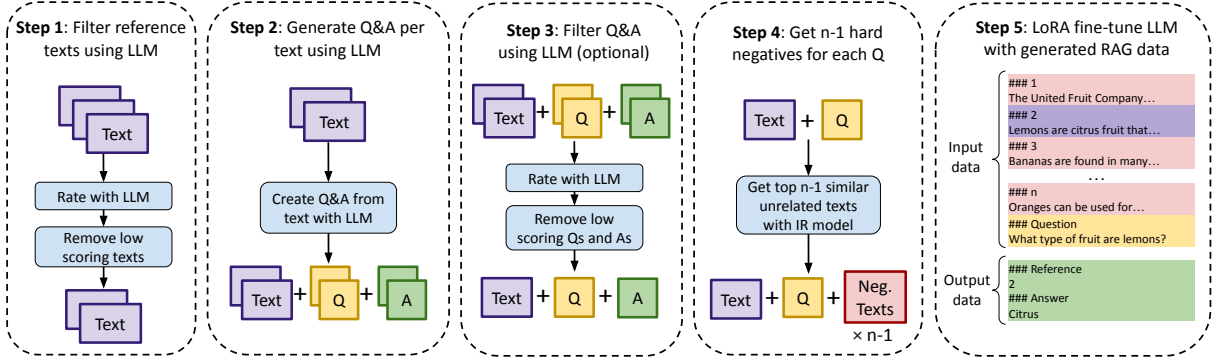 Step 1: Filter reference
texts using LLM
Text
Rate with LLM
Remove low
scoring texts
Text
Step 2: Generate Q&A per
text using LLM
Text
Create Q&A from
text with LLM
Text + Q + A
Step 3: Filter Q&A
using LLM (optional)
Text + Q + A
Rate with LLM
Remove low
scoring Qs and As
Text + Q + A
Step 4: Get n-1 hard
negatives for each Q
Text + Q
Get top n-1 similar
unrelated texts
with IR model
Text + Q + Neg.
Texts
× n-1
Step 5: LoRA fine-tune LLM
with generated RAG data
Input
data
### 1
The United Fruit Company...
### 2
Lemons are citrus fruit that...
### 3
Bananas are found in many...
...
### n
Oranges can be used for...
### Question
What type of fruit are lemons?
Output
data
### Reference
2
### Answer
Citrus